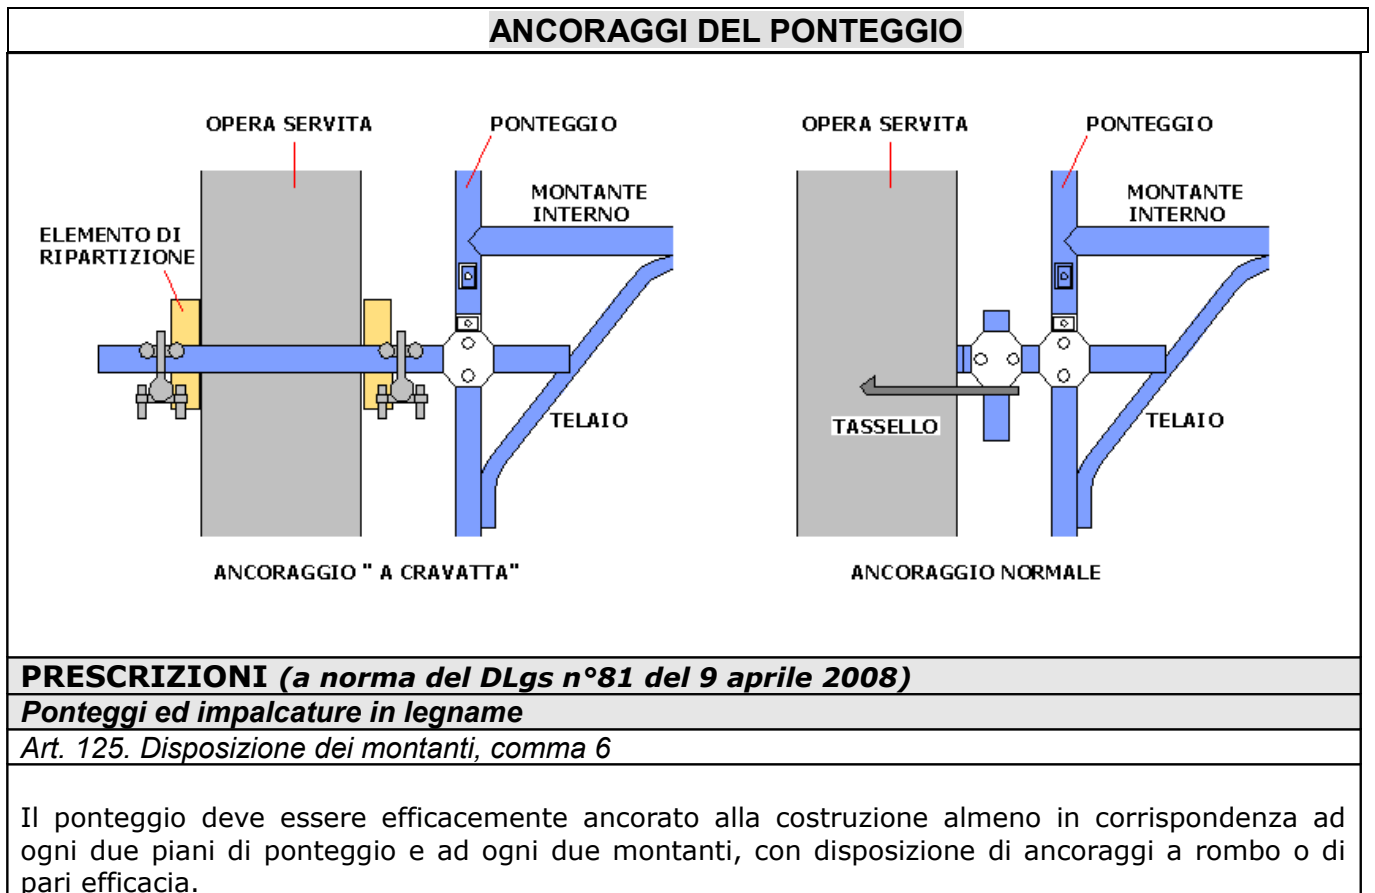 ANCORAGGI DEL PONTEGGIO
OPERA SERVITA
PONTEGGIO
MONTANTE
INTERNO
ELEMENTO DI
RIPARTIZIONE
TELAIO
ANCORAGGIO " A CRAVATTA"
OPERA SERVITA
PONTEGGIO
MONTANTE
INTERNO
TASSELLO
TELAIO
ANCORAGGIO NORMALE
PRESCRIZIONI (a norma del DLgs n°81 del 9 aprile 2008)
Ponteggi ed impalcature in legname
Art. 125. Disposizione dei montanti, comma 6
Il ponteggio deve essere efficacemente ancorato alla costruzione almeno in corrispondenza ad
ogni due piani di ponteggio e ad ogni due montanti, con disposizione di ancoraggi a rombo o di
pari efficacia.